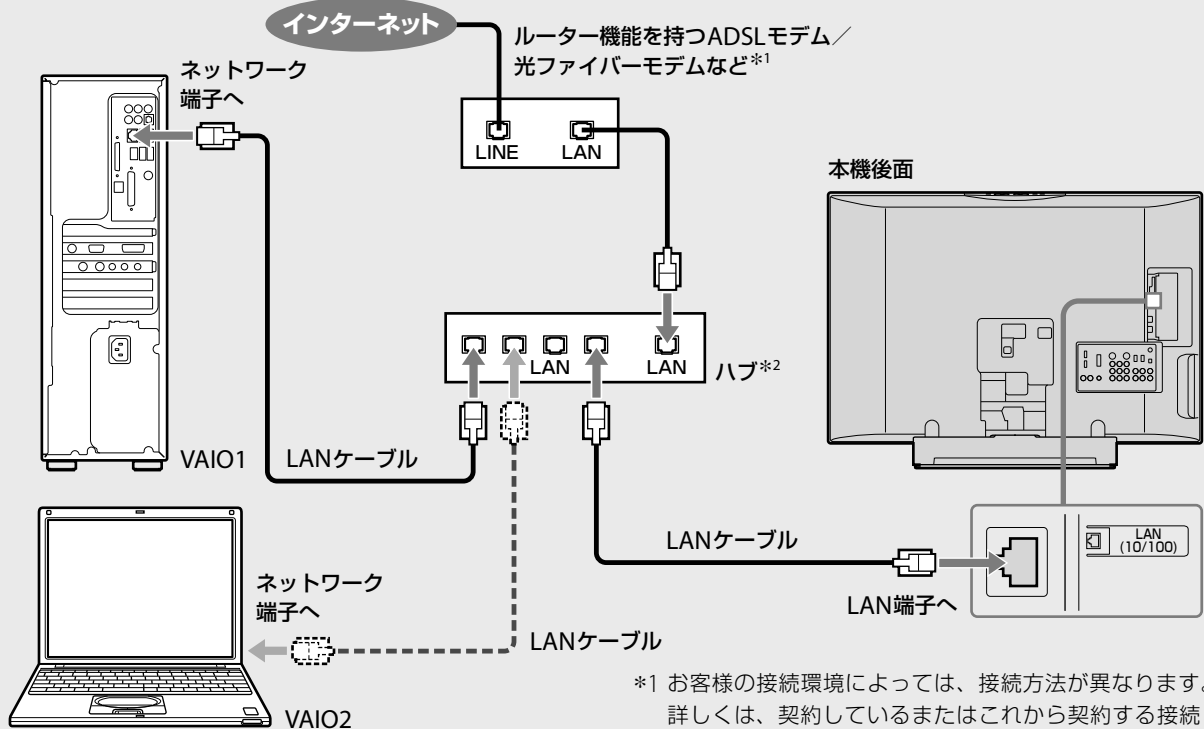 インターネット
ルーター機能を持つADSLモデム／
光ファイバーモデムなど*1
ネットワーク
端子へ
LINE
LAN
本機後面
LAN
LAN
ハブ*2
VAIO1
LANケーブル
LANケーブル
LAN
(10/100)
LAN端子へ
ネットワーク
端子へ
LANケーブル
VAIO2
*1 お客様の接続環境によっては、接続方法が異なります。
詳しくは、契約しているまたはこれから契約する接続